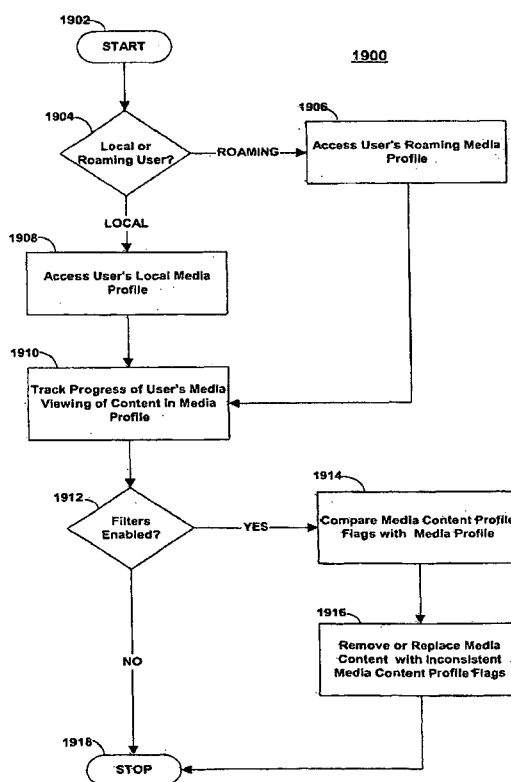 1902
START
1900
1904
Local or
Roaming User?
ROAMING
1906
Access User's Roaming Media
Profile
LOCAL
1908
Access User's Local Media
Profile
1910
Track Progress of User's Media
Viewing of Content in Media
Profile
1912
Filters
Enabled?
YES
1914
Compare Media Content Profile
Flags with Media Profile
1916
Remove or Replace Media
Content with Inconsistent
Media Content Profile Flags
NO
1918
STOP